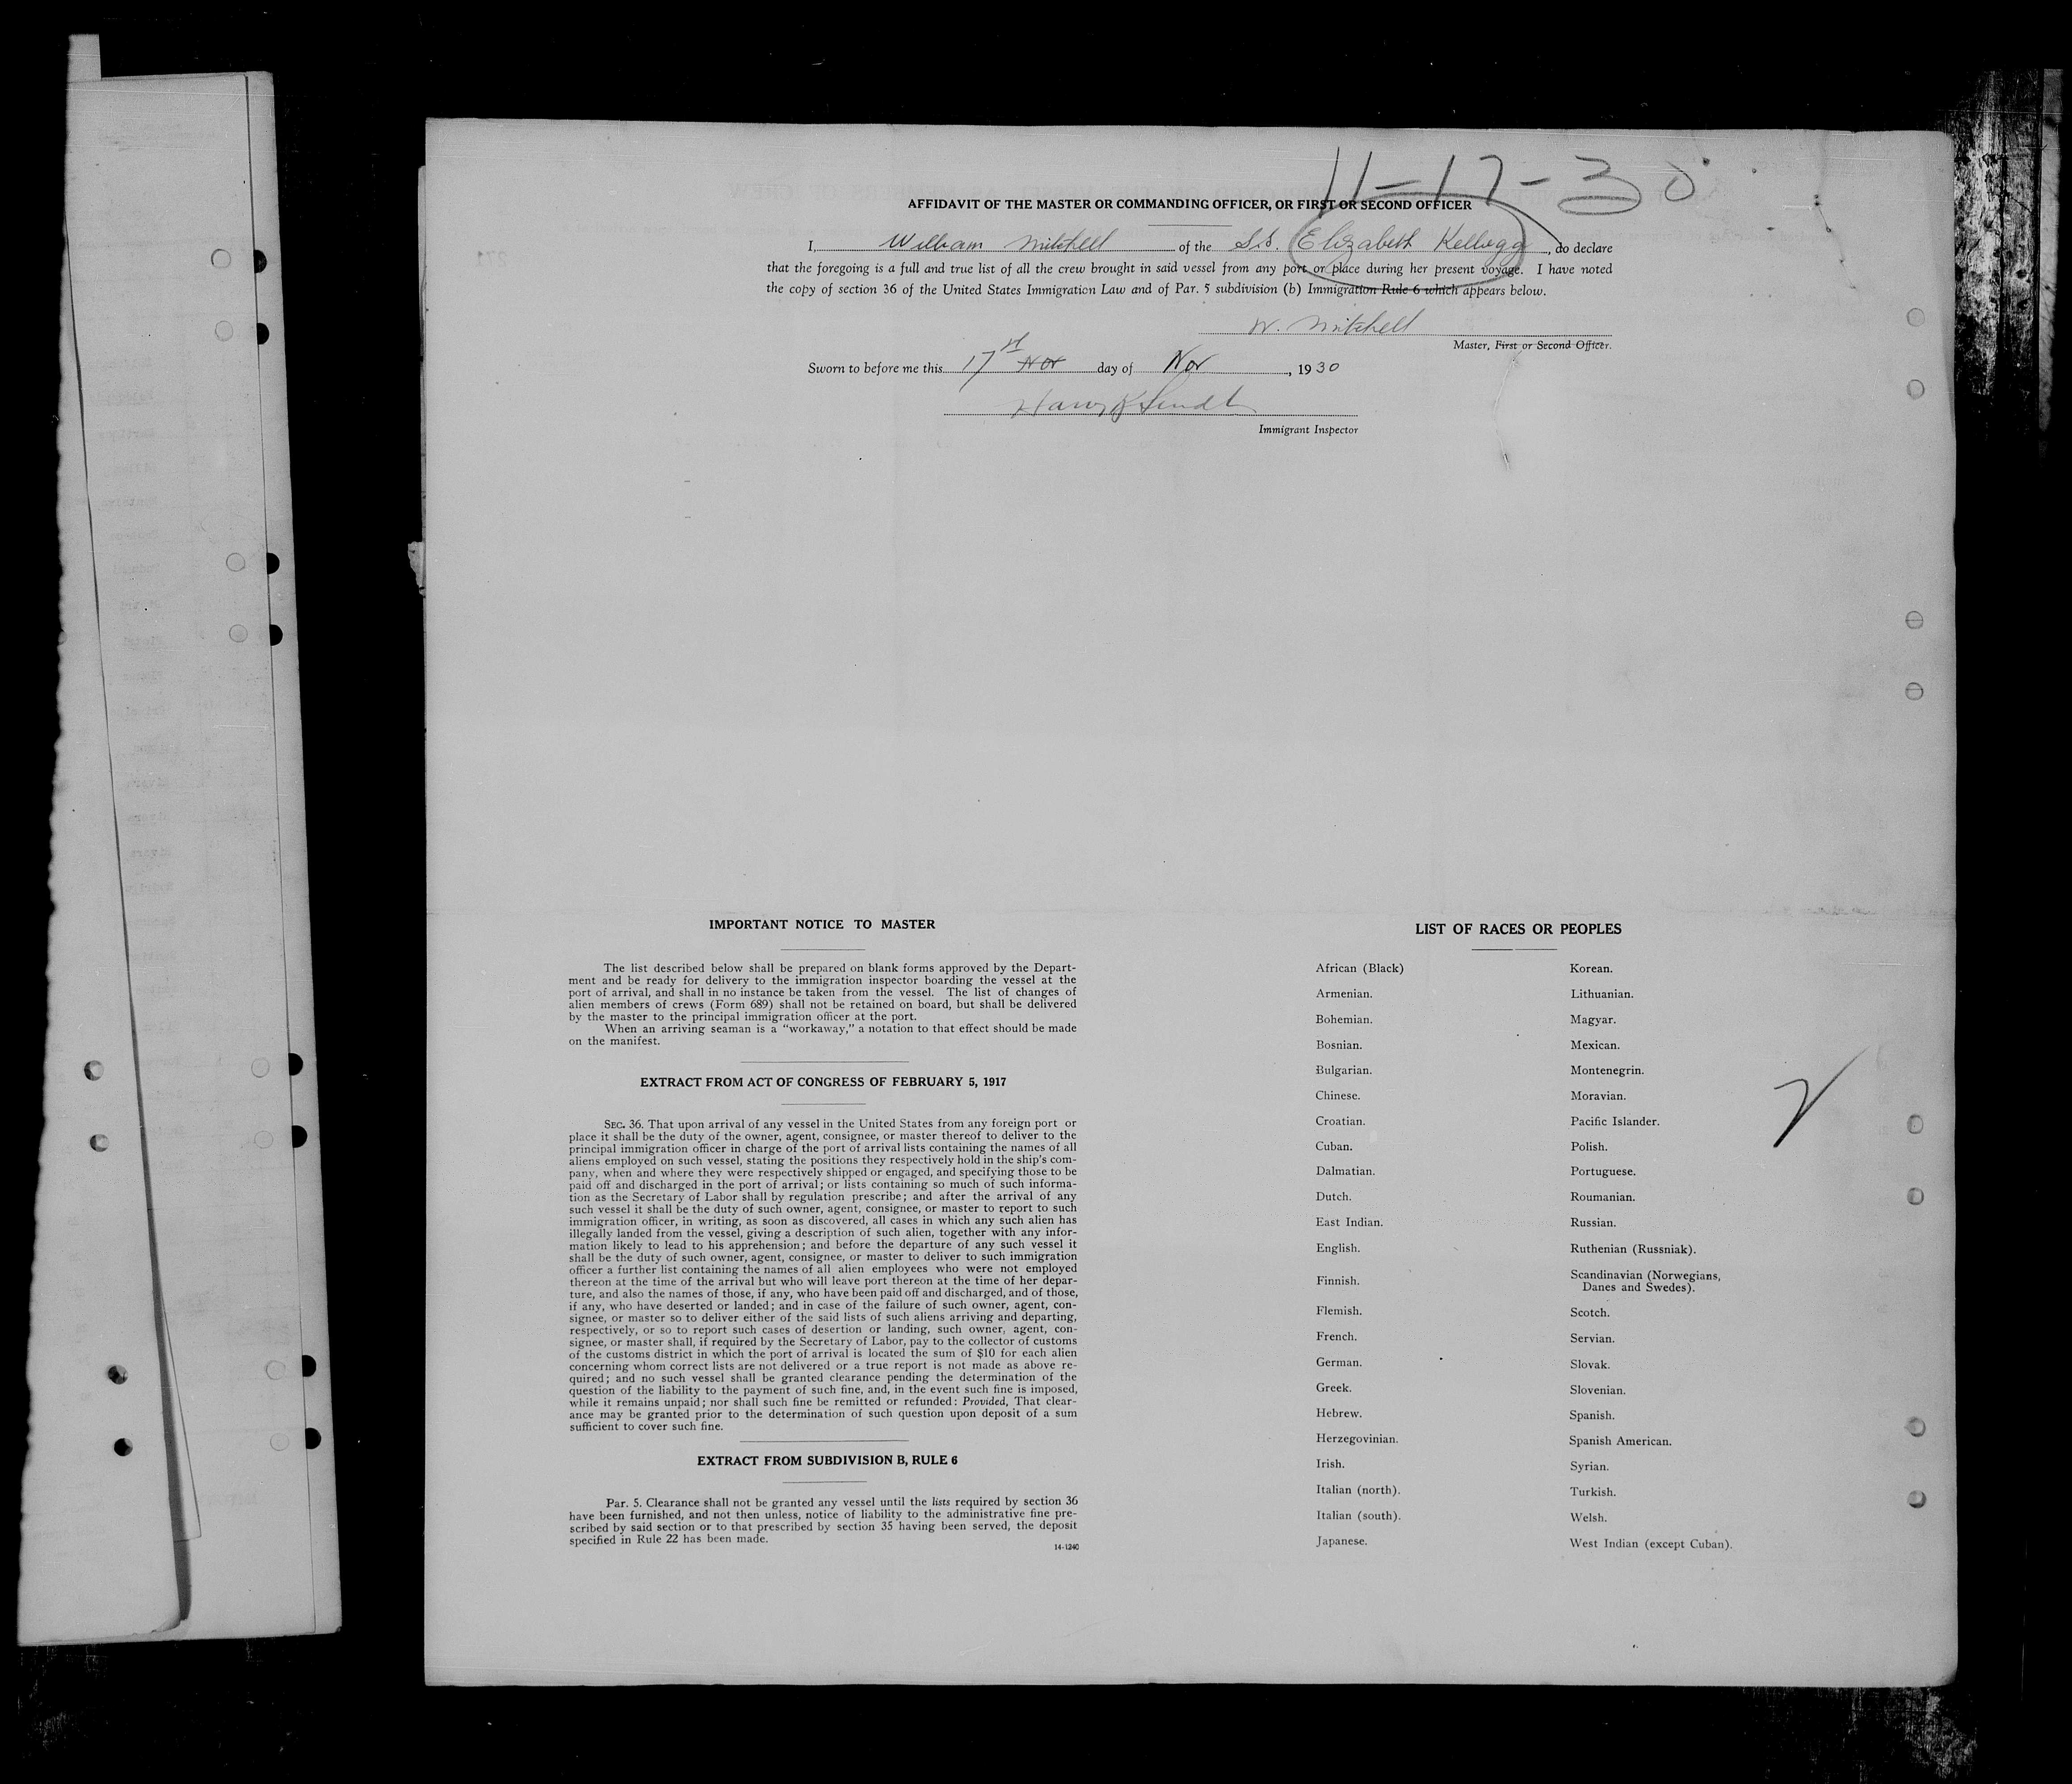 11-17-30
AFFIDAVIT OF THE MASTER OR COMMANDING OFFICER, OR FIRST OR SECOND OFFICER
I, William Mitchell of the S.S. Elizabeth Kellogg, do declare
that the foregoing is a full and true list of all the crew brought in said vessel from any port or place during her present voyage. I have noted
the copy of section 36 of the United States Immigration Law and of Par. 5 subdivision (b) Immigration Rule 6 which appears below.
W. Mitchell
Master, First or Second Officer.
Sworn to before me this 17 Nov day of Nov, 1930
Immigrant Inspector
IMPORTANT NOTICE TO MASTER
The list described below shall be prepared on blank forms approved by the Depart-
ment and be ready for delivery to the immigration inspector boarding the vessel at the
port of arrival, and shall in no instance be taken from the vessel. The list of changes of
alien members of crews (Form 689) shall not be retained on board, but shall be delivered
by the master to the principal immigration officer at the port.
When an arriving seaman is a “workaway,” a notation to that effect should be made
on the manifest.
EXTRACT FROM ACT OF CONGRESS OF FEBRUARY 5, 1917
SEC. 36. That upon arrival of any vessel in the United States from any foreign port or
place it shall be the duty of the owner, agent, consignee, or master thereof to deliver to the
principal immigration officer in charge of the port of arrival lists containing the names of all
aliens employed on such vessel, stating the positions they respectively hold in the ship's com-
pany, when and where they were respectively shipped or engaged, and specifying those to be
paid off and discharged in the port of arrival; or lists containing so much of such informa-
tion as the Secretary of Labor shall by regulation prescribe; and after the arrival of any
such vessel it shall be the duty of such owner, agent, consignee, or master to report to such
immigration officer, in writing, as soon as discovered, all cases in which any such alien has
illegally landed from the vessel, giving a description of such alien, together with any infor-
mation likely to lead to his apprehension; and before the departure of any such vessel it
shall be the duty of such owner, agent, consignee, or master to deliver to such immigration
officer a further list containing the names of all alien employees who were not employed
thereon at the time of the arrival but who will leave port thereon at the time of her depar-
ture, and also the names of those, if any, who have been paid off and discharged, and of those,
if any, who have deserted or landed; and in case of the failure of such owner, agent, con-
signee, or master so to deliver either of the said lists of such aliens arriving and departing,
respectively, or so to report such cases of desertion or landing, such owner, agent, con-
signee, or master shall, if required by the Secretary of Labor, pay to the collector of customs
of the customs district in which the port of arrival is located the sum of $10 for each alien
concerning whom correct lists are not delivered or a true report is not made as above re-
quired; and no such vessel shall be granted clearance pending the determination of the
question of the liability to the payment of such fine, and, in the event such fine is imposed,
while it remains unpaid; nor shall such fine be remitted or refunded: Provided, That clear-
ance may be granted prior to the determination of such question upon deposit of a sum
sufficient to cover such fine.
EXTRACT FROM SUBDIVISION B, RULE 6
Par. 5. Clearance shall not be granted any vessel until the lists required by section 36
have been furnished, and not then unless, notice of liability to the administrative fine pre-
scribed by said section or to that prescribed by section 35 having been served, the deposit
specified in Rule 22 has been made.
14-1240
LIST OF RACES OR PEOPLES
African (Black)
Armenian.
Bohemian.
Bosnian.
Bulgarian.
Chinese.
Croatian.
Cuban.
Dalmatian.
Dutch.
East Indian.
English.
Finnish.
Flemish.
French.
German.
Greek.
Hebrew.
Herzegovinian.
Irish.
Italian (north).
Italian (south).
Japanese.
Korean.
Lithuanian.
Magyar.
Mexican.
Montenegrin.
Moravian.
Pacific Islander.
Polish.
Portuguese.
Roumanian.
Russian.
Ruthenian (Russniak).
Scandinavian (Norwegians,
Danes and Swedes).
Scotch.
Servian.
Slovak.
Slovenian.
Spanish.
Spanish American.
Syrian.
Turkish.
Welsh.
West Indian (except Cuban).